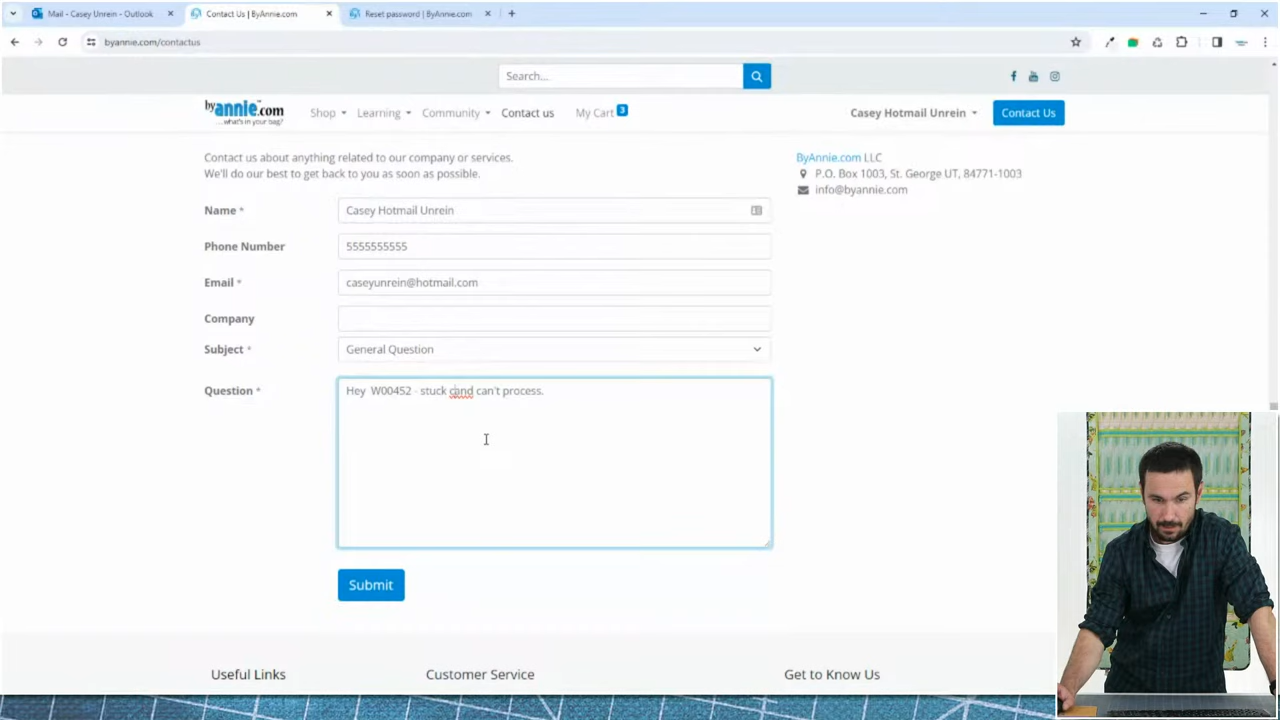 Mail - Casey Unrein - Outlook
Contact Us | ByAnnie.com
Reset password | ByAnnie.com
byannie.com/contactus
Search...
byannie.com
...what's in your bag?
Shop
Learning
Community
Contact us
My Cart 3
Casey Hotmail Unrein
Contact Us
Contact us about anything related to our company or services.
We'll do our best to get back to you as soon as possible.
ByAnnie.com LLC
P.O. Box 1003, St. George UT, 84771-1003
info@byannie.com
Name *
Casey Hotmail Unrein
Phone Number
5555555555
Email *
caseyunrein@hotmail.com
Company
Subject *
General Question
Question *
Hey  W00452 - stuck cand can't process.
Submit
Useful Links
Customer Service
Get to Know Us